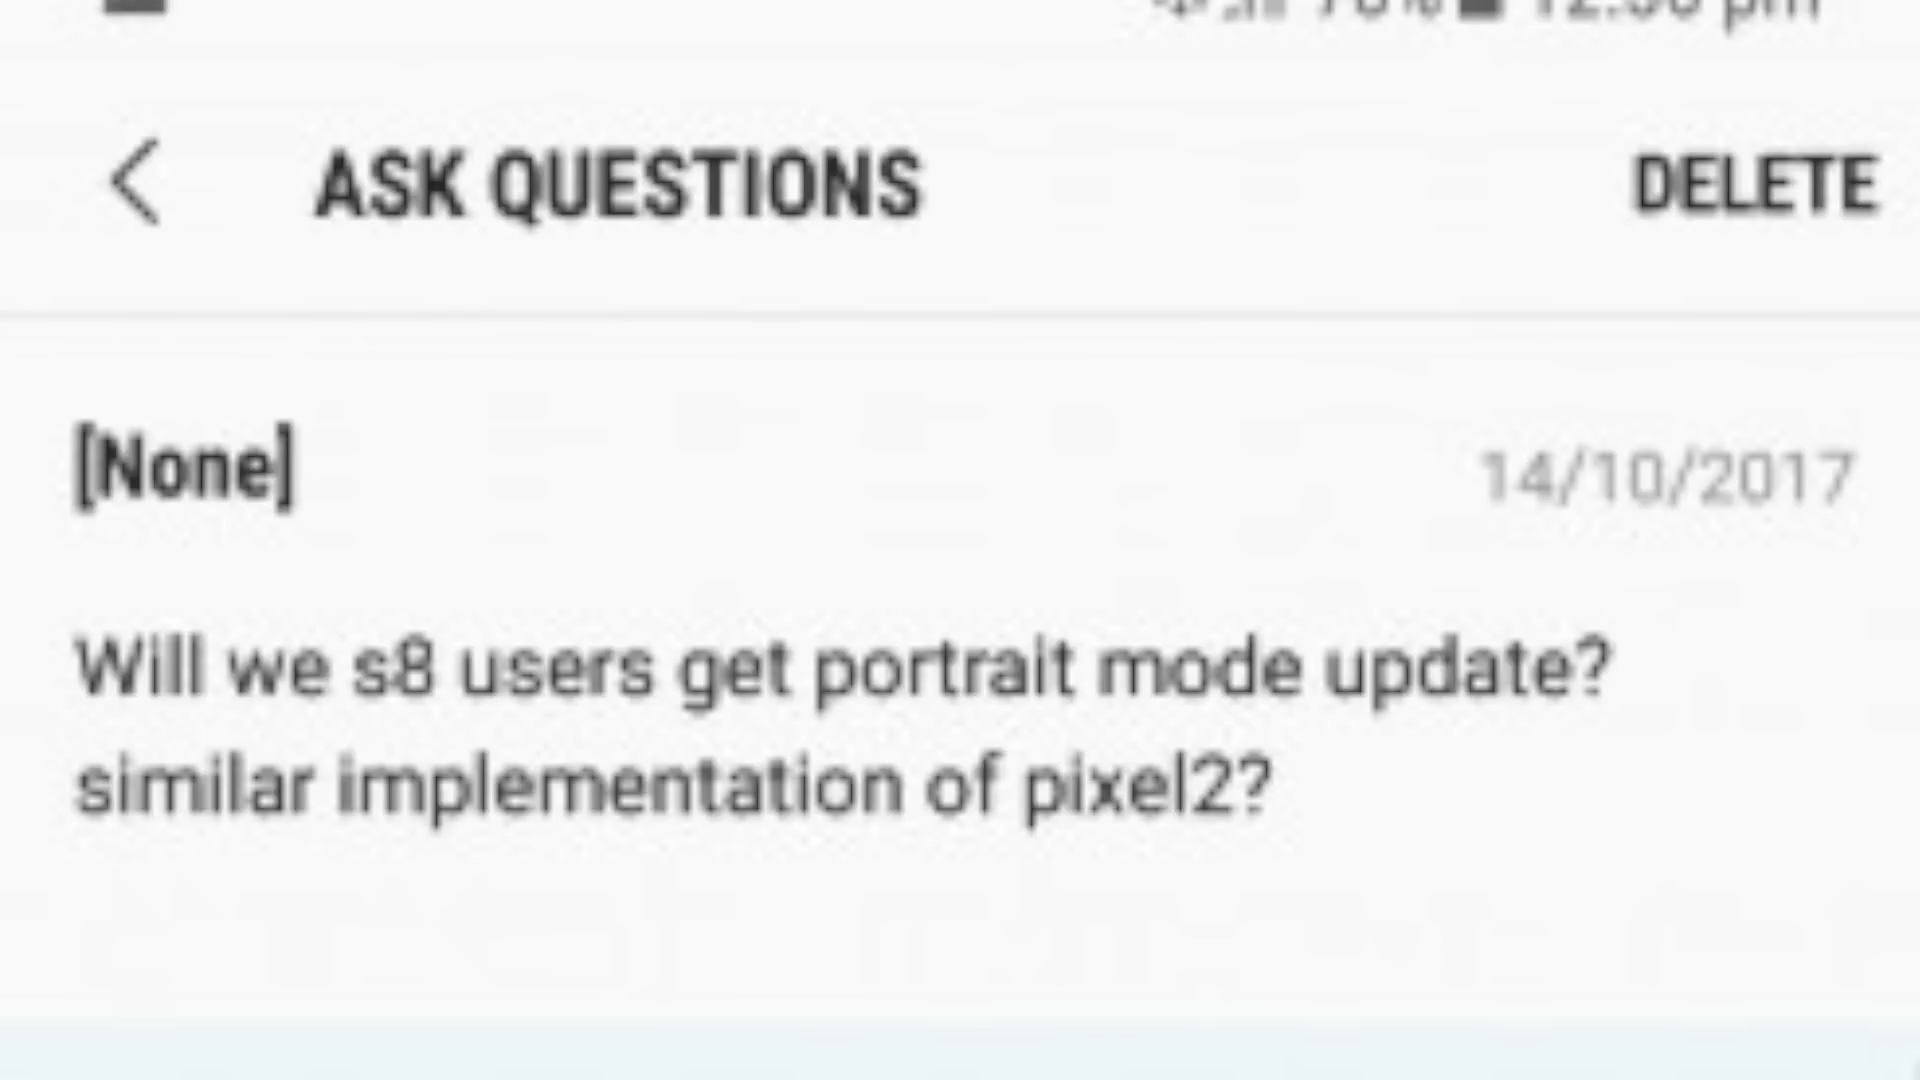 ASK QUESTIONS DELETE
[None] 14/10/2017
Will we s8 users get portrait mode update?
similar implementation of pixel2?